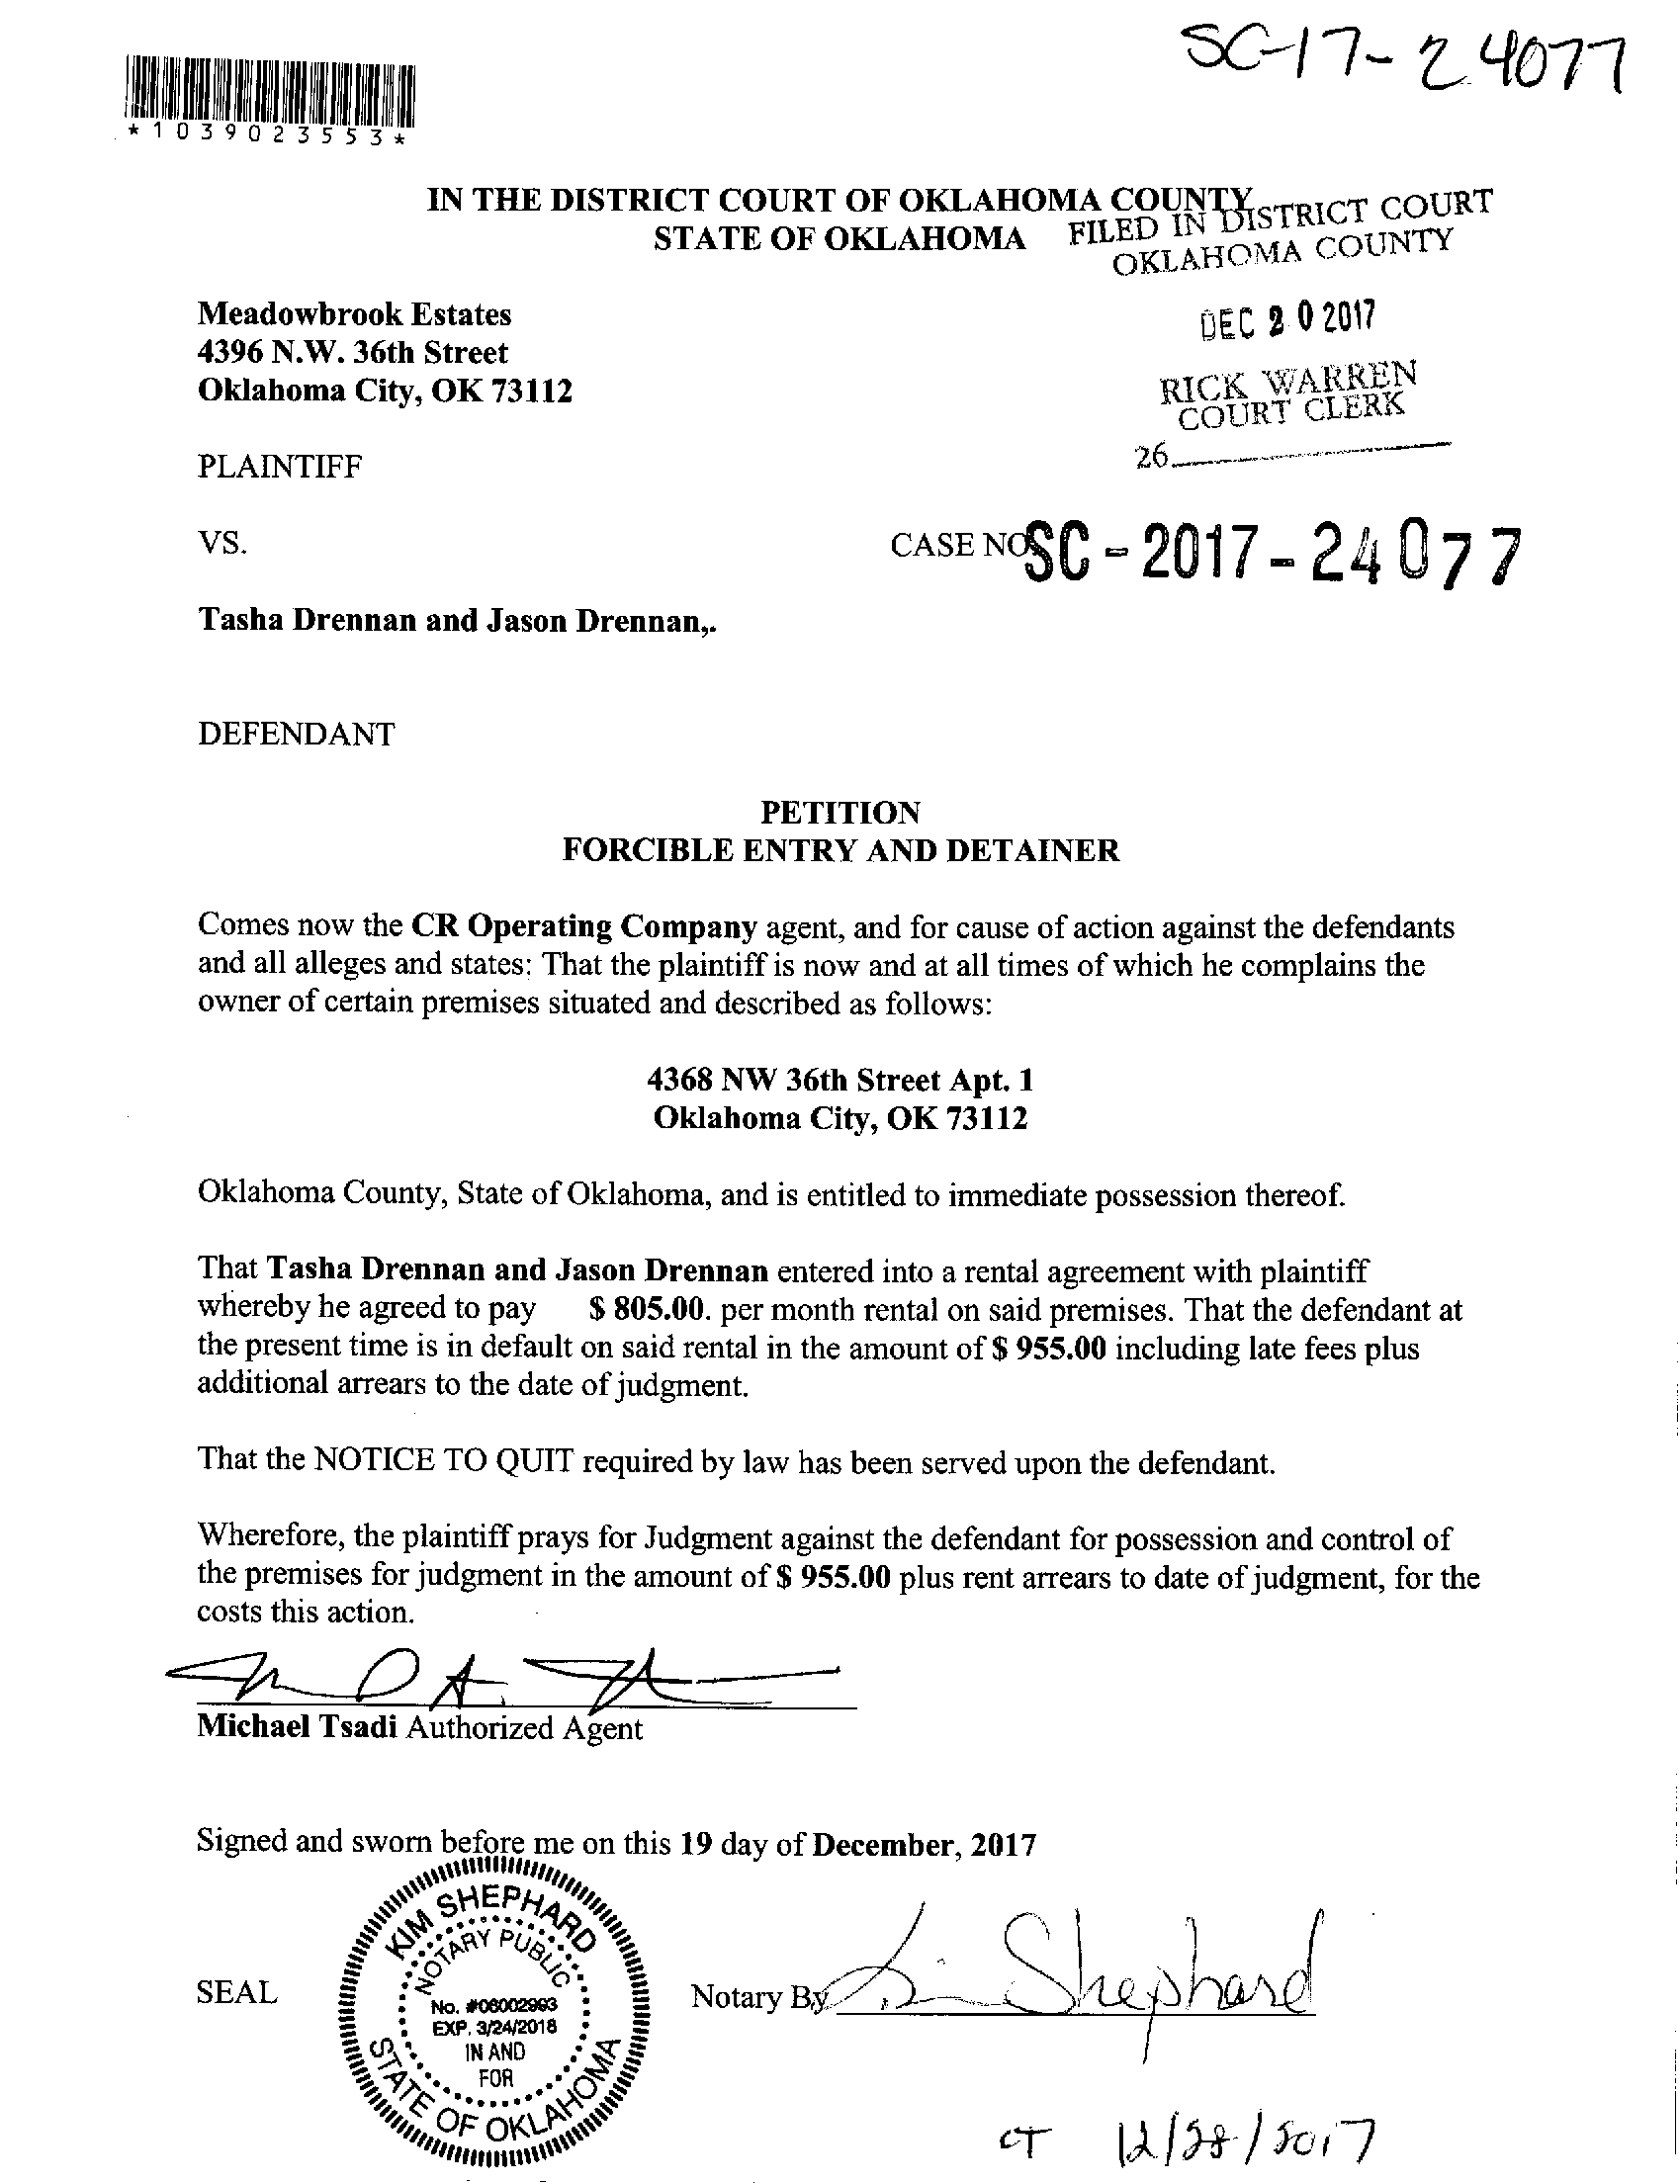 SC-17-24077
*1039023553*
IN THE DISTRICT COURT OF OKLAHOMA COUNTY
STATE OF OKLAHOMA
FILED IN DISTRICT COURT
OKLAHOMA COUNTY
Meadowbrook Estates
4396 N.W. 36th Street
Oklahoma City, OK 73112
DEC 20 2017
RICK WARREN
COURT CLERK
26
PLAINTIFF
VS.
CASE NO SC-2017-24077
Tasha Drennan and Jason Drennan,.
DEFENDANT
PETITION
FORCIBLE ENTRY AND DETAINER
Comes now the CR Operating Company agent, and for cause of action against the defendants
and all alleges and states: That the plaintiff is now and at all times of which he complains the
owner of certain premises situated and described as follows:
4368 NW 36th Street Apt. 1
Oklahoma City, OK 73112
Oklahoma County, State of Oklahoma, and is entitled to immediate possession thereof.
That Tasha Drennan and Jason Drennan entered into a rental agreement with plaintiff
whereby he agreed to pay $ 805.00. per month rental on said premises. That the defendant at
the present time is in default on said rental in the amount of $ 955.00 including late fees plus
additional arrears to the date of judgment.
That the NOTICE TO QUIT required by law has been served upon the defendant.
Wherefore, the plaintiff prays for Judgment against the defendant for possession and control of
the premises for judgment in the amount of $ 955.00 plus rent arrears to date of judgment, for the
costs this action.
Michael Tsadi Authorized Agent
Signed and sworn before me on this 19 day of December, 2017
SEAL
KIM SHEPHARD
NOTARY PUBLIC
No. #06002993
EXP. 3/24/2018
IN AND
FOR
STATE OF OKLAHOMA
Notary By Kim Shephard
CT 12/28/2017